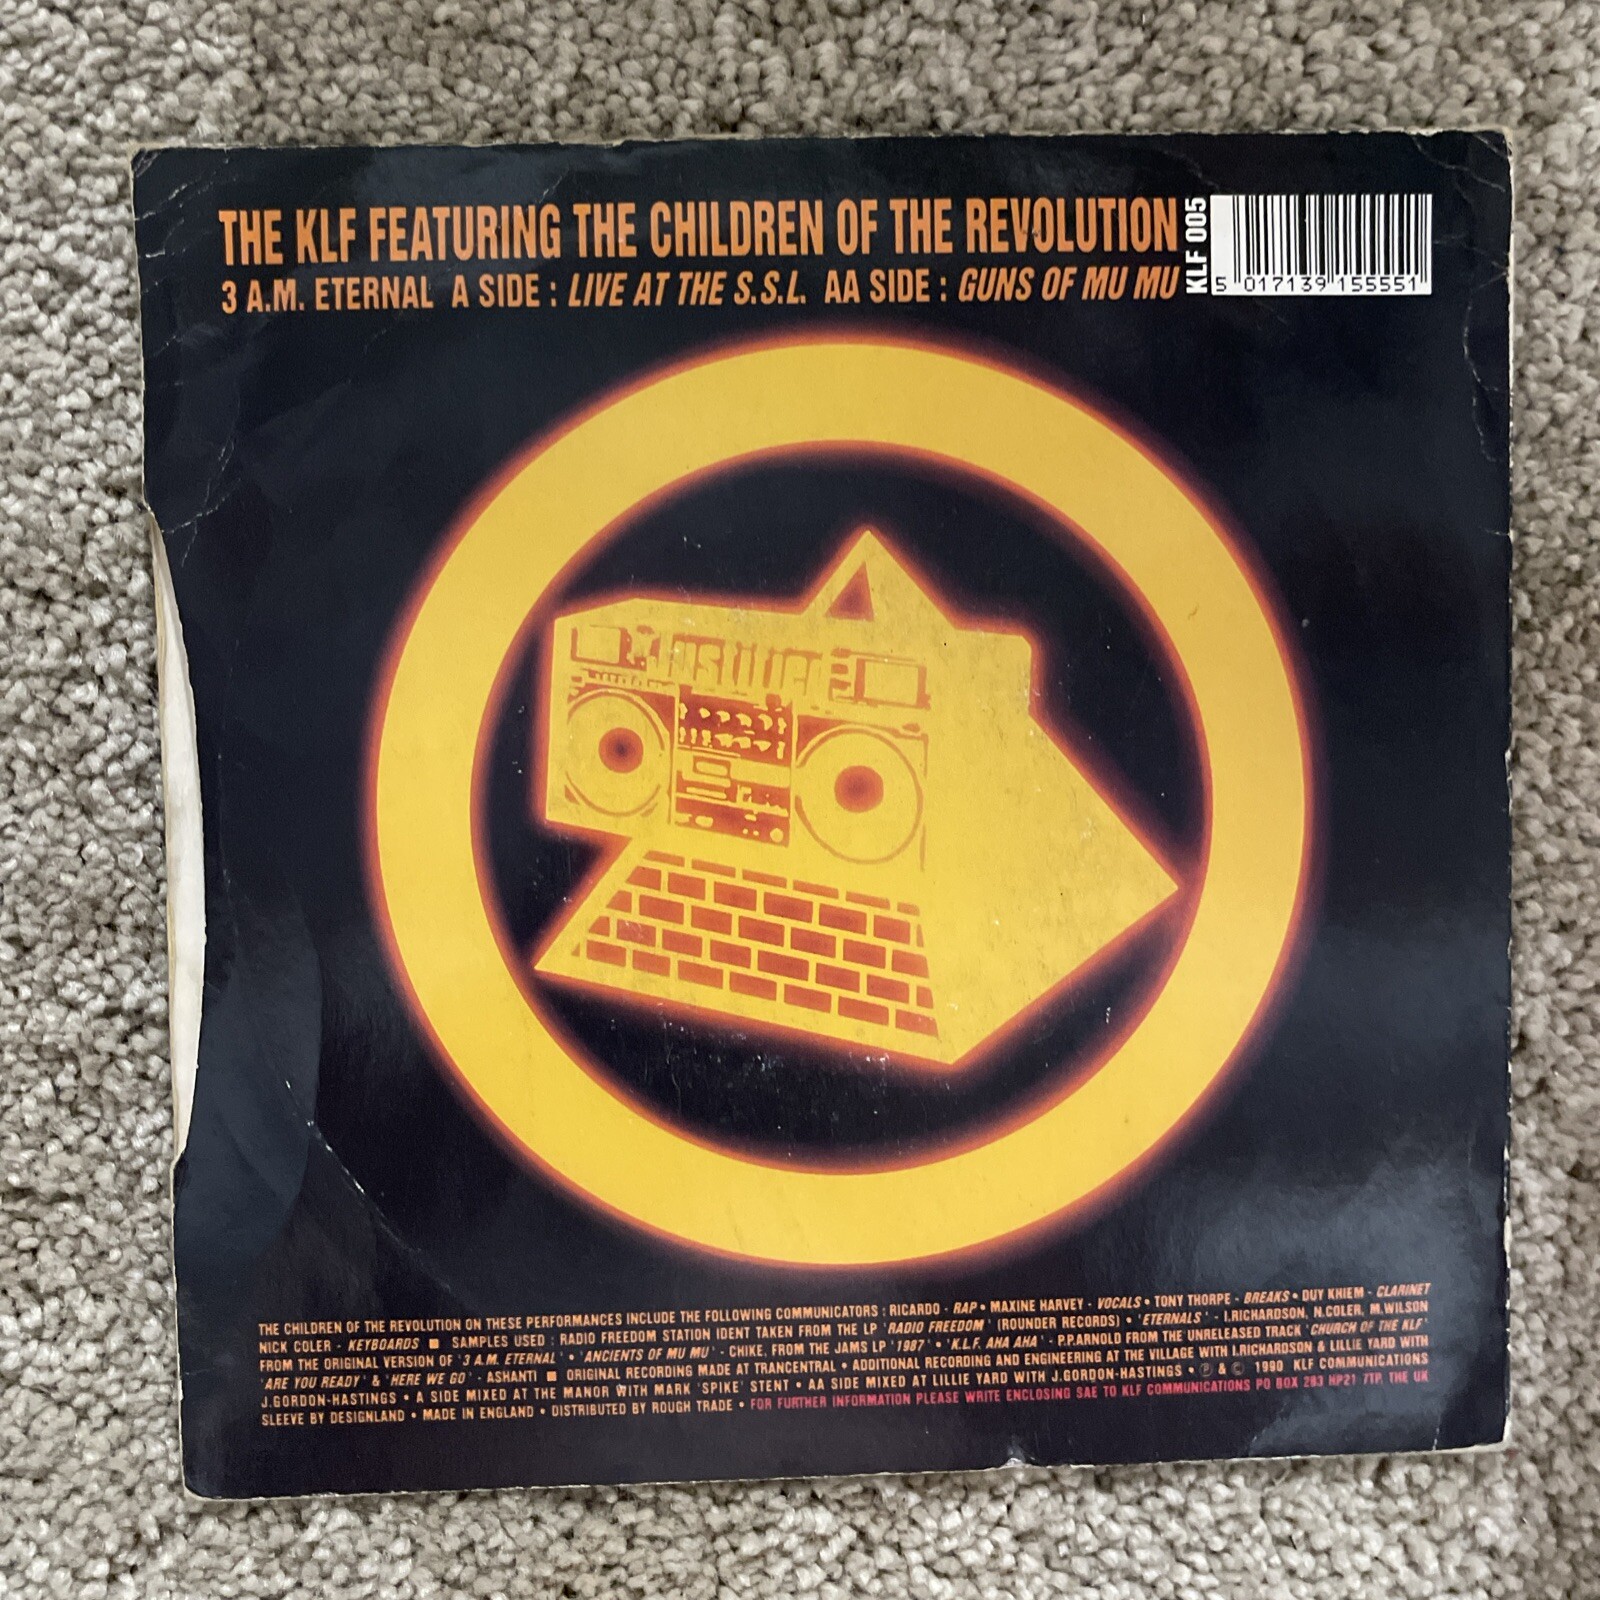 THE KLF FEATURING THE CHILDREN OF THE REVOLUTION
3 A.M. ETERNAL A SIDE : LIVE AT THE S.S.L. AA SIDE : GUNS OF MU MU
KLF 005
5 017139 155551
THE CHILDREN OF THE REVOLUTION ON THESE PERFORMANCES INCLUDE THE FOLLOWING COMMUNICATORS : RICARDO - RAP • MAXINE HARVEY - VOCALS • TONY THORPE - BREAKS • DUY KHIEM - CLARINET
NICK COLER - KEYBOARDS ■ SAMPLES USED : RADIO FREEDOM STATION IDENT TAKEN FROM THE LP 'RADIO FREEDOM' (ROUNDER RECORDS) • 'ETERNALS' - I.RICHARDSON, N.COLER, M.WILSON
FROM THE ORIGINAL VERSION OF '3 A.M. ETERNAL' • 'ANCIENTS OF MU MU' - CHIKE, FROM THE JAMS LP '1987' • 'K.L.F. AHA AHA' - P.P.ARNOLD FROM THE UNRELEASED TRACK 'CHURCH OF THE KLF'
'ARE YOU READY' & 'HERE WE GO' - ASHANTI ■ ORIGINAL RECORDING MADE AT TRANCENTRAL • ADDITIONAL RECORDING AND ENGINEERING AT THE VILLAGE WITH I.RICHARDSON & LILLIE YARD WITH
J.GORDON-HASTINGS • A SIDE MIXED AT THE MANOR WITH MARK 'SPIKE' STENT • AA SIDE MIXED AT LILLIE YARD WITH J.GORDON-HASTINGS • ℗ & © 1990 KLF COMMUNICATIONS
SLEEVE BY DESIGNLAND • MADE IN ENGLAND • DISTRIBUTED BY ROUGH TRADE • FOR FURTHER INFORMATION PLEASE WRITE ENCLOSING SAE TO KLF COMMUNICATIONS PO BOX 283 HP21 7TP. THE UK